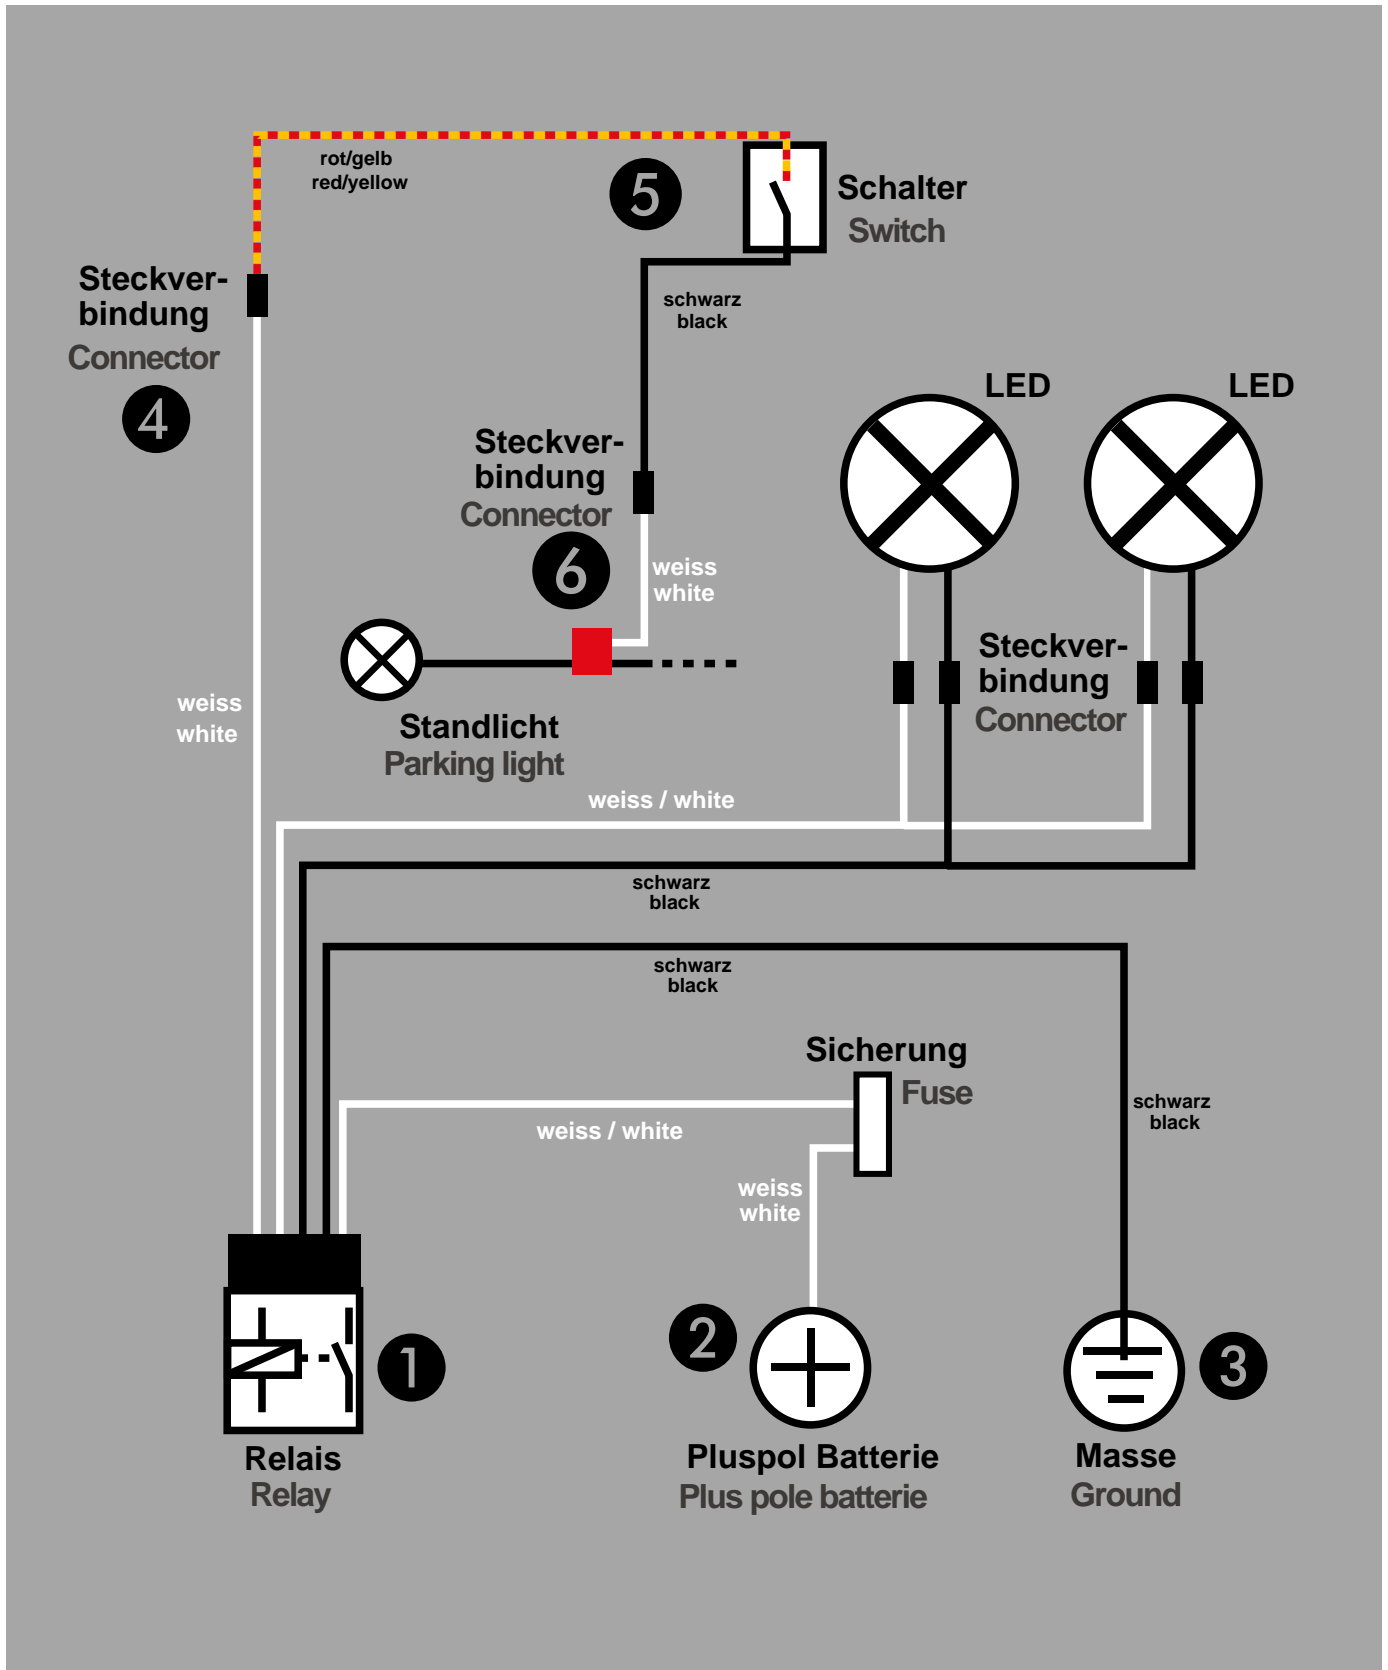 rot/gelb
red/yellow
5
Schalter
Switch
Steckver-
bindung
Connector
4
schwarz
black
LED
LED
Steckver-
bindung
Connector
6
weiss
white
Steckver-
bindung
Connector
weiss
white
Standlicht
Parking light
weiss / white
schwarz
black
schwarz
black
Sicherung
Fuse
weiss / white
schwarz
black
weiss
white
1
2
3
Relais
Relay
Pluspol Batterie
Plus pole batterie
Masse
Ground